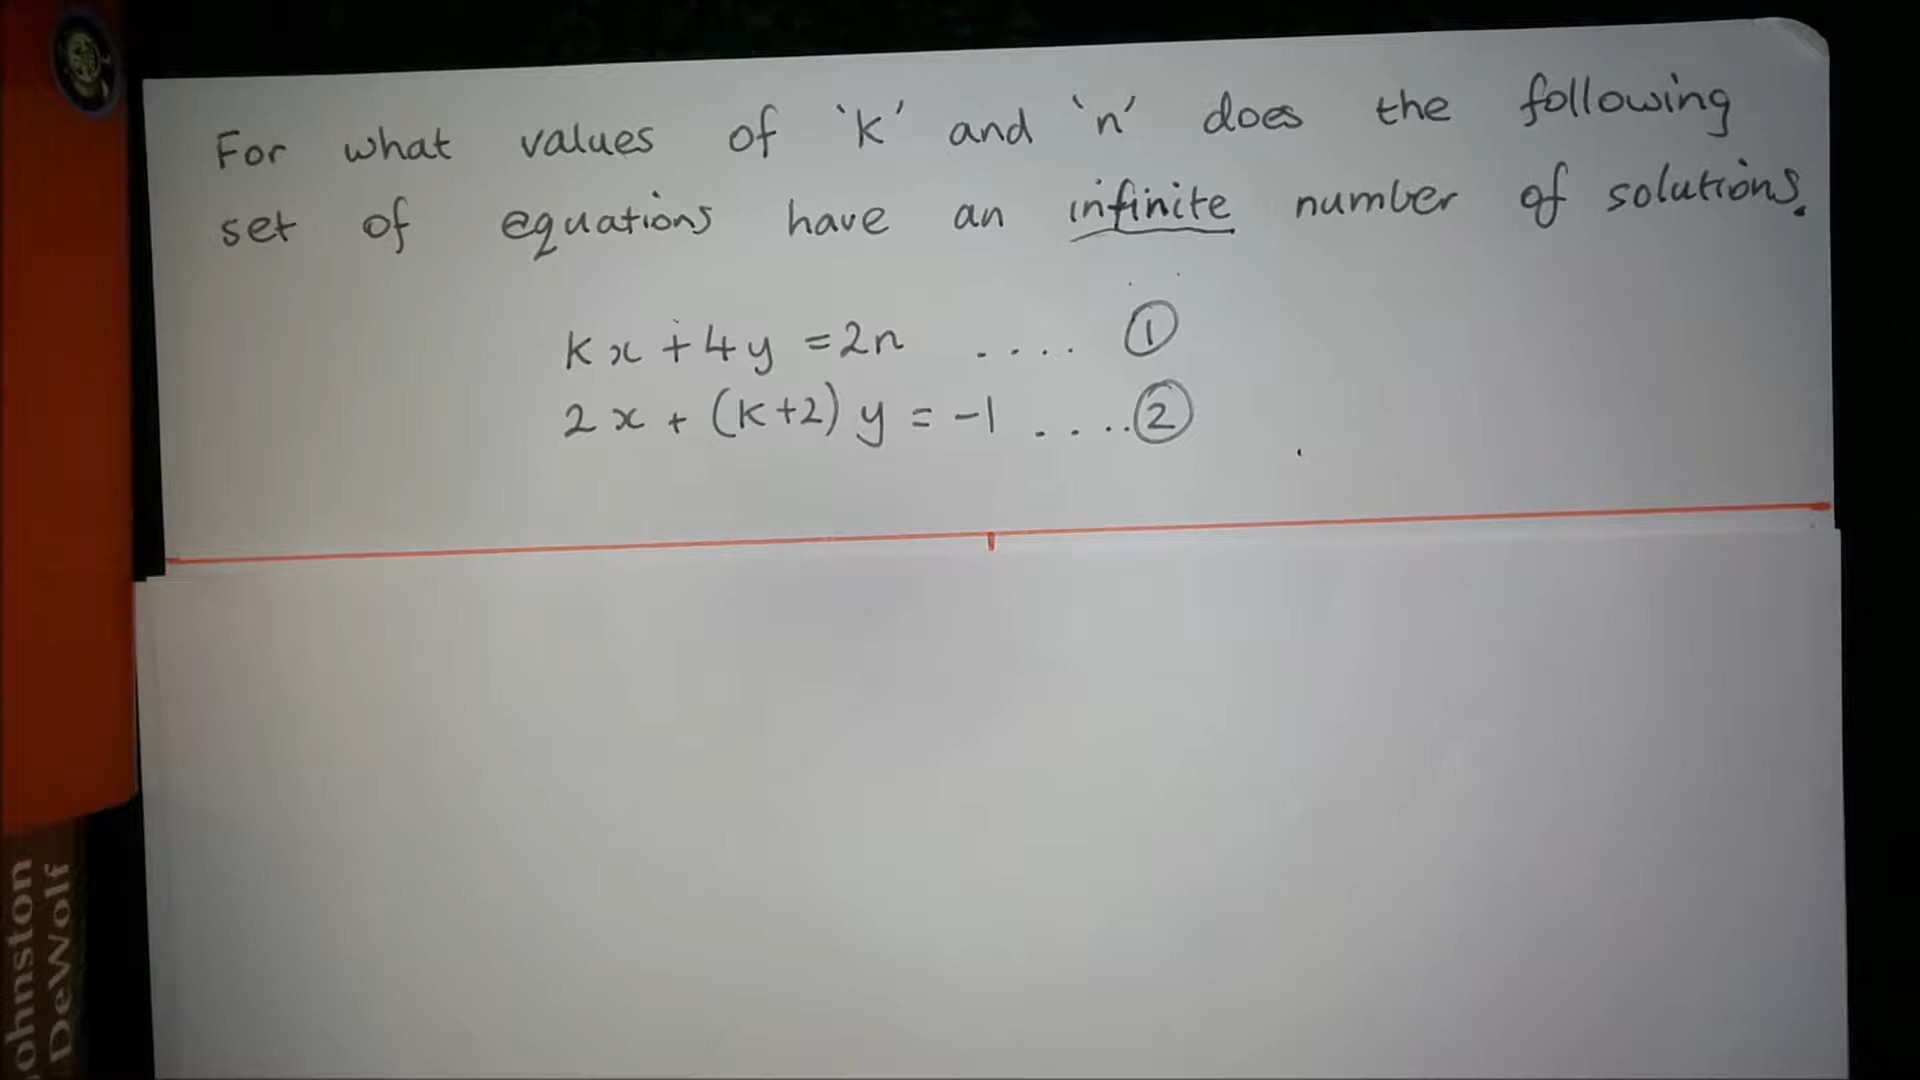 For what values of 'k' and 'n' does the following
set of equations have an infinite number of solutions.
kx + 4y = 2n .... ①
2x + (k+2) y = -1 .... ②
ohnston
DeWolf